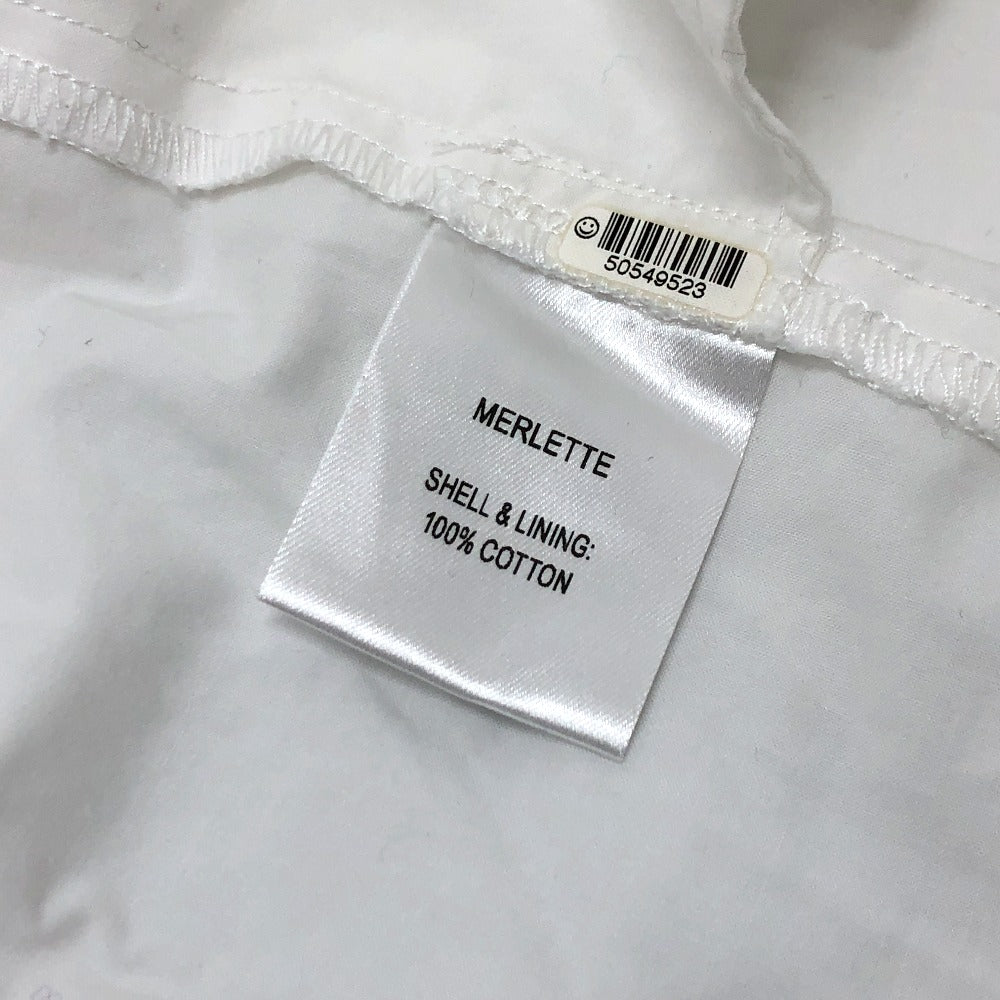 50549523
MERLETTE
SHELL & LINING:
100% COTTON